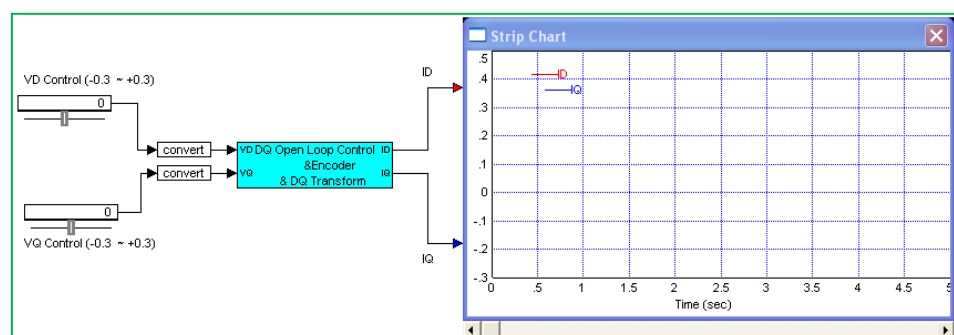 VD Control (-0.3 ~ +0.3)
0
convert
convert
VQ Control (-0.3 ~ +0.3)
0
VD DQ Open Loop Control ID
VQ &Encoder IQ
& DQ Transform
ID
IQ
Strip Chart
ID
IQ
.5
.4
.3
.2
.1
0
-.1
-.2
-.3
0 .5 1 1.5 2 2.5 3 3.5 4 4.5 5
Time (sec)